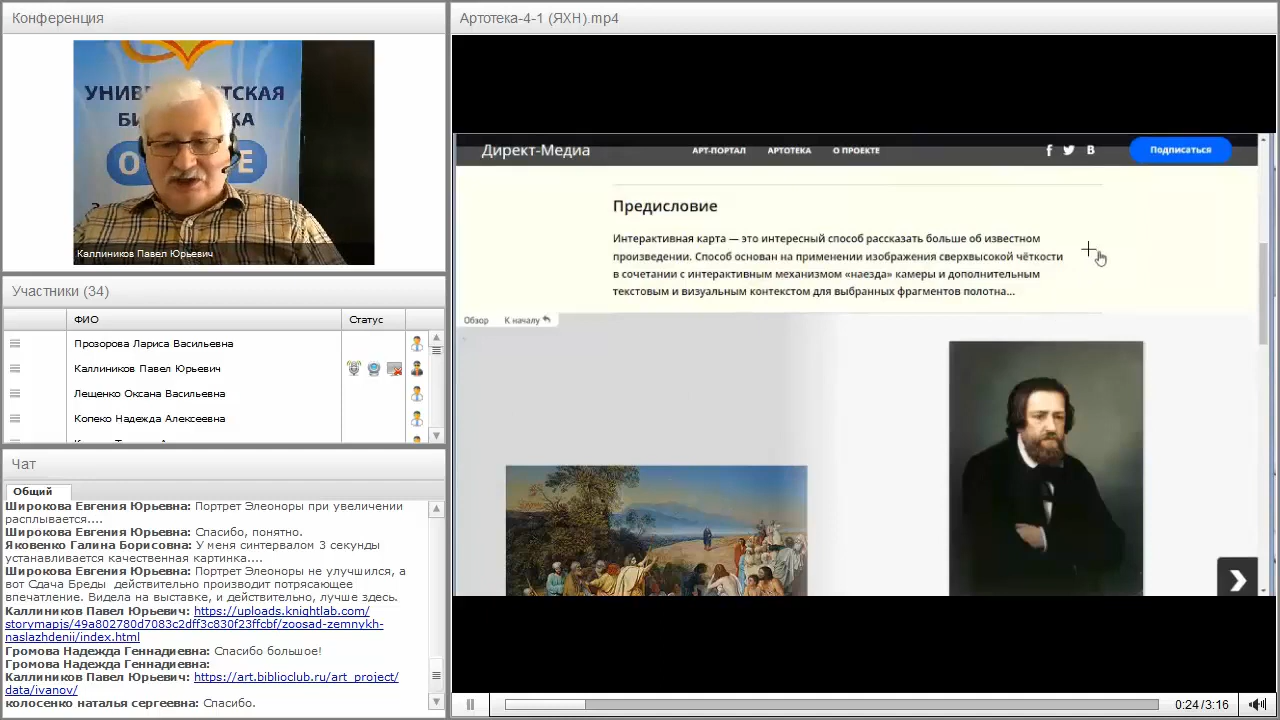 Конференция
УНИВ
ТСКАЯ
БИ
КА
О
Е
Каллиников Павел Юрьевич
Участники (34)
ФИО
Статус
Прозорова Лариса Васильевна
Каллиников Павел Юрьевич
Лещенко Оксана Васильевна
Копеко Надежда Алексеевна
Чат
Общий
Широкова Евгения Юрьевна: Портрет Элеоноры при увеличении
расплывается....
Широкова Евгения Юрьевна: Спасибо, понятно.
Яковенко Галина Борисовна: У меня синтервалом 3 секунды
устанавливается качественная картинка....
Широкова Евгения Юрьевна: Портрет Элеоноры не улучшился, а
вот Сдача Бреды действительно производит потрясающее
впечатление. Видела на выставке, и действительно, лучше здесь.
Каллиников Павел Юрьевич: https://uploads.knightlab.com/
storymapjs/49a802780d7083c2dff3c830f23ffcbf/zoosad-zemnykh-
naslazhdenii/index.html
Громова Надежда Геннадиевна: Спасибо большое!
Громова Надежда Геннадиевна:
Каллиников Павел Юрьевич: https://art.biblioclub.ru/art_project/
data/ivanov/
колосенко наталья сергеевна: Спасибо.
Артотека-4-1 (ЯХН).mp4
Директ-Медиа
АРТ-ПОРТАЛ
АРТОТЕКА
О ПРОЕКТЕ
Подписаться
Предисловие
Интерактивная карта — это интересный способ рассказать больше об известном
произведении. Способ основан на применении изображения сверхвысокой чёткости
в сочетании с интерактивным механизмом «наезда» камеры и дополнительным
текстовым и визуальным контекстом для выбранных фрагментов полотна...
Обзор
К началу
0:24/3:16